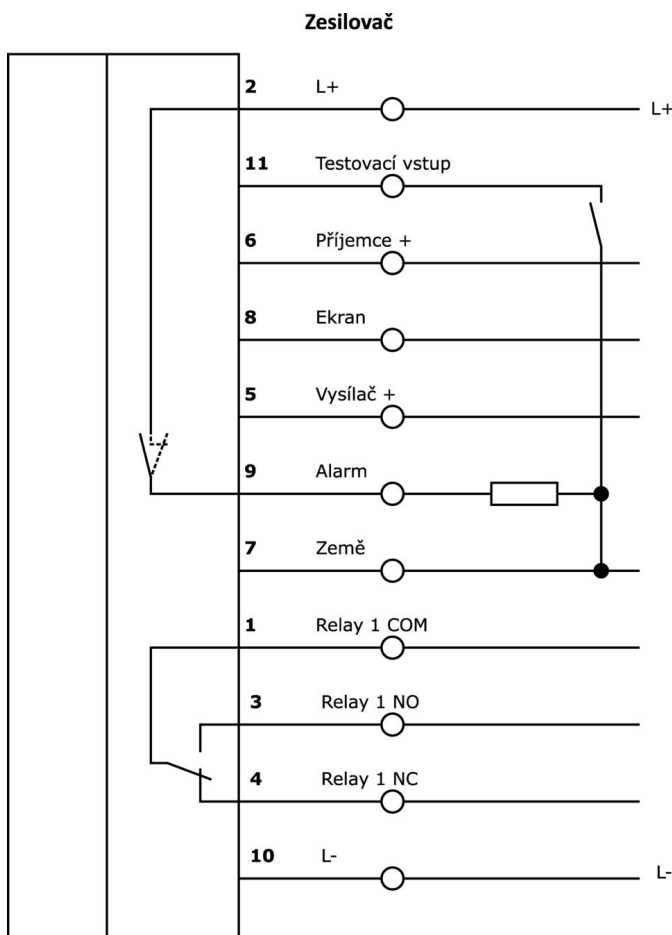 Zesilovač
2 L+ L+
11 Testovací vstup
6 Příjemce +
8 Ekran
5 Vysílač +
9 Alarm
7 Země
1 Relay 1 COM
3 Relay 1 NO
4 Relay 1 NC
10 L- L-